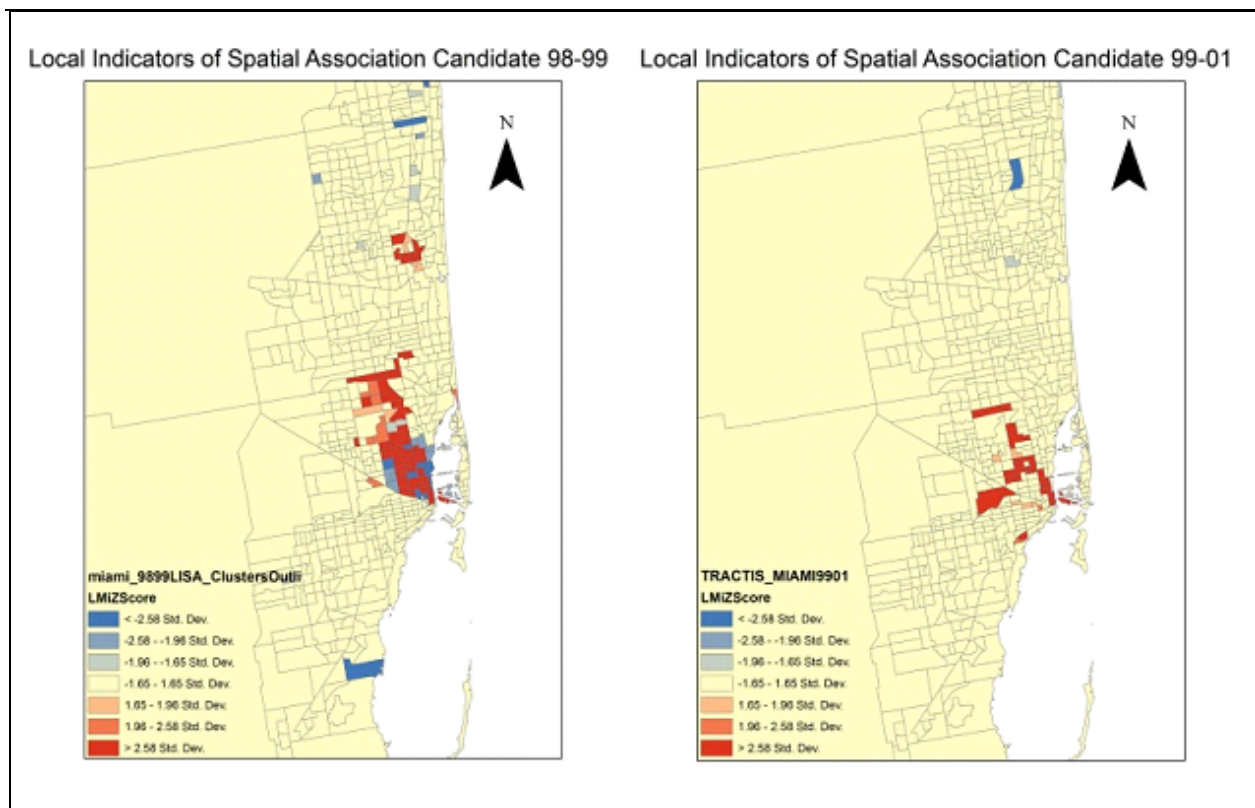 Local Indicators of Spatial Association Candidate 98-99
N
miami_9899LISA_ClustersOutli
LMiZScore
< -2.58 Std. Dev.
-2.58 - -1.96 Std. Dev.
-1.96 - -1.65 Std. Dev.
-1.65 - 1.65 Std. Dev.
1.65 - 1.96 Std. Dev.
1.96 - 2.58 Std. Dev.
> 2.58 Std. Dev.
Local Indicators of Spatial Association Candidate 99-01
N
TRACTIS_MIAMI9901
LMiZScore
< -2.58 Std. Dev.
-2.58 - -1.96 Std. Dev.
-1.96 - -1.65 Std. Dev.
-1.65 - 1.65 Std. Dev.
1.65 - 1.96 Std. Dev.
1.96 - 2.58 Std. Dev.
> 2.58 Std. Dev.